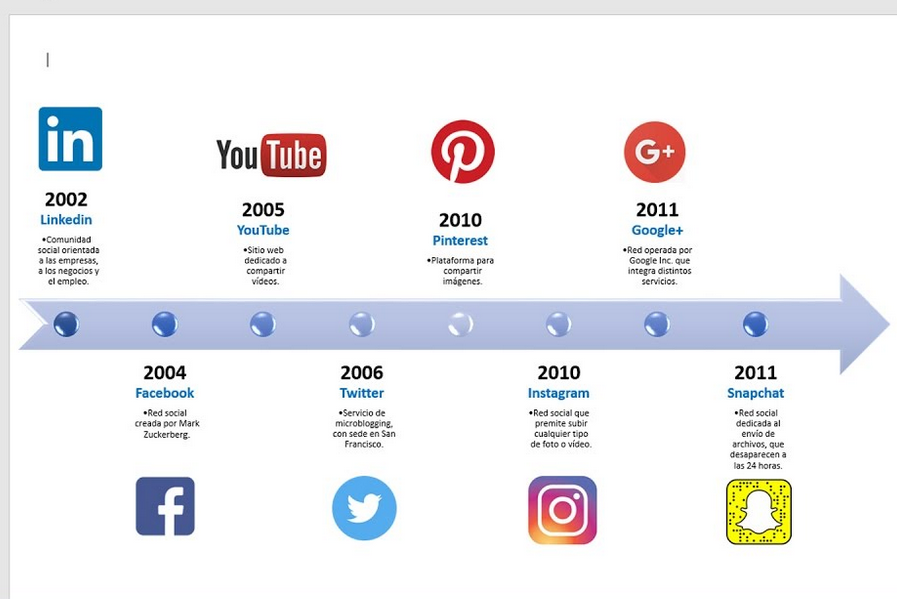 in
2002
Linkedin
•Comunidad
social orientada
a las empresas,
a los negocios y
el empleo.
2004
Facebook
•Red social
creada por Mark
Zuckerberg.
f
You Tube
2005
YouTube
•Sitio web
dedicado a
compartir
vídeos.
2006
Twitter
•Servicio de
microblogging,
con sede en San
Francisco.
2010
Pinterest
•Plataforma para
compartir
imágenes.
2010
Instagram
•Red social que
premite subir
cualquier tipo
de foto o vídeo.
G+
2011
Google+
•Red operada por
Google Inc. que
integra distintos
servicios.
2011
Snapchat
•Red social
dedicada al
envío de
archivos, que
desaparecen a
las 24 horas.